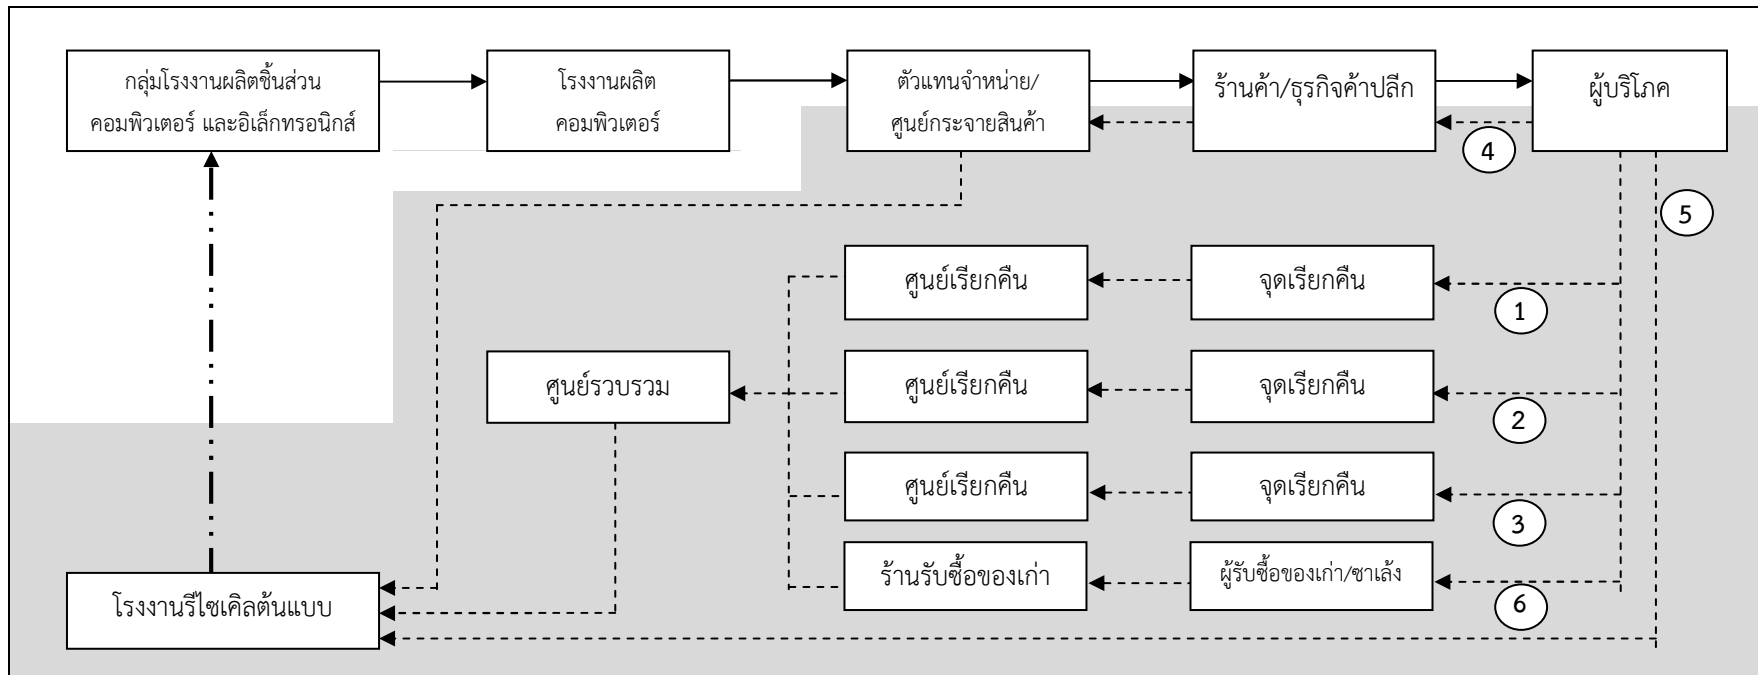 กลุ่มโรงงานผลิตชิ้นส่วน
คอมพิวเตอร์ และอิเล็กทรอนิกส์
โรงงานผลิต
คอมพิวเตอร์
ตัวแทนจำหน่าย/
ศูนย์กระจายสินค้า
ร้านค้า/ธุรกิจค้าปลีก
ผู้บริโภค
4
5
ศูนย์เรียกคืน
จุดเรียกคืน
1
ศูนย์รวบรวม
ศูนย์เรียกคืน
จุดเรียกคืน
2
ศูนย์เรียกคืน
จุดเรียกคืน
3
โรงงานรีไซเคิลต้นแบบ
ร้านรับซื้อของเก่า
ผู้รับซื้อของเก่า/ซาเล้ง
6